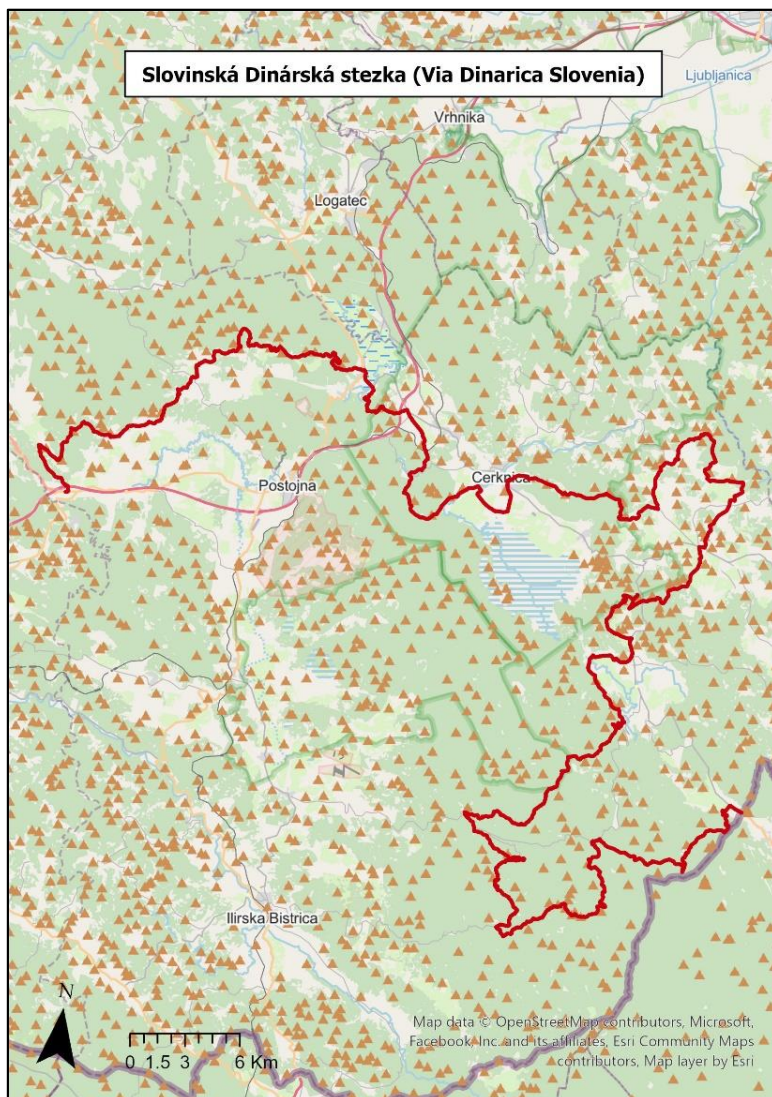 Slovinská Dinárská stezka (Via Dinarica Slovenia)
Ljubljanica
Vrhnika
Logatec
Postojna
Cerknica
Ilirska Bistrica
N
0 1.5 3 6 Km
Map data © OpenStreetMap contributors, Microsoft,
Facebook, Inc. and its affiliates, Esri Community Maps
contributors, Map layer by Esri